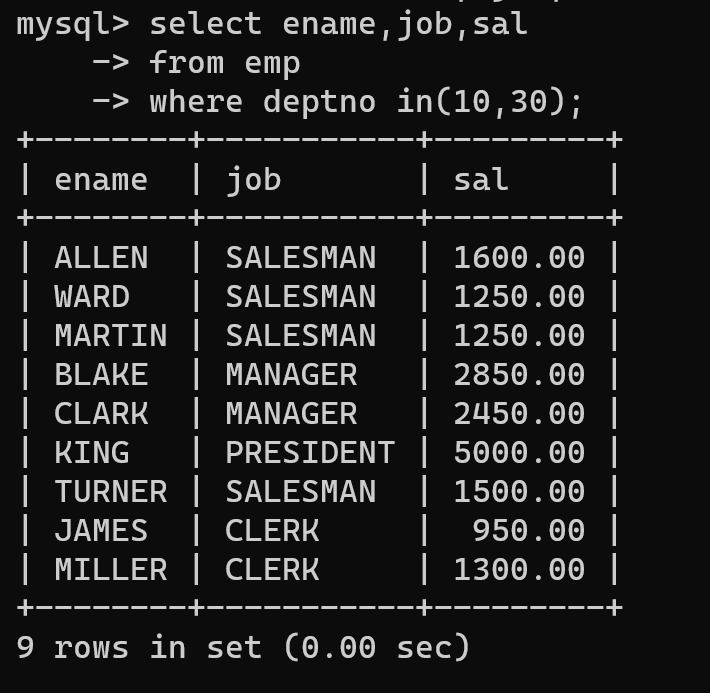 mysql> select ename,job,sal
    -> from emp
    -> where deptno in(10,30);
+--------+-----------+---------+
| ename  | job       | sal     |
+--------+-----------+---------+
| ALLEN  | SALESMAN  | 1600.00 |
| WARD   | SALESMAN  | 1250.00 |
| MARTIN | SALESMAN  | 1250.00 |
| BLAKE  | MANAGER   | 2850.00 |
| CLARK  | MANAGER   | 2450.00 |
| KING   | PRESIDENT | 5000.00 |
| TURNER | SALESMAN  | 1500.00 |
| JAMES  | CLERK     |  950.00 |
| MILLER | CLERK     | 1300.00 |
+--------+-----------+---------+
9 rows in set (0.00 sec)